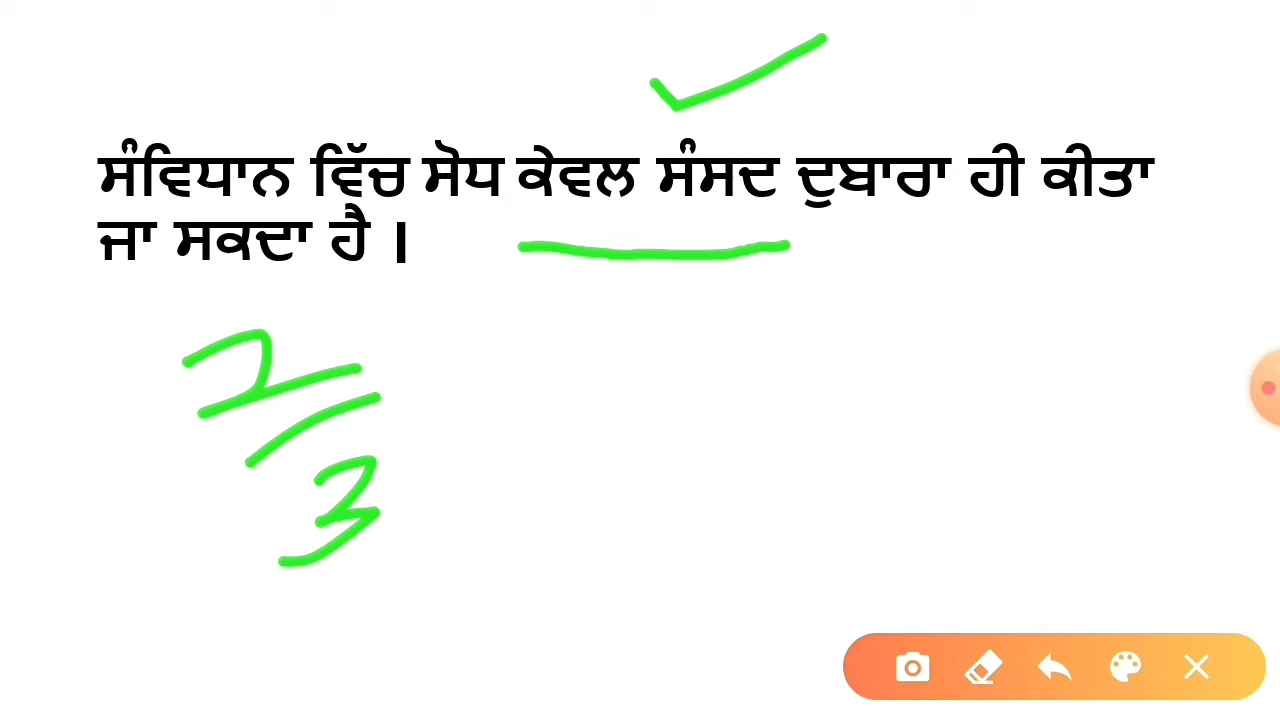 ਸੰਵਿਧਾਨ ਵਿੱਚ ਸੋਧ ਕੇਵਲ ਸੰਸਦ ਦੁਬਾਰਾ ਹੀ ਕੀਤਾ
ਜਾ ਸਕਦਾ ਹੈ ।
2/3